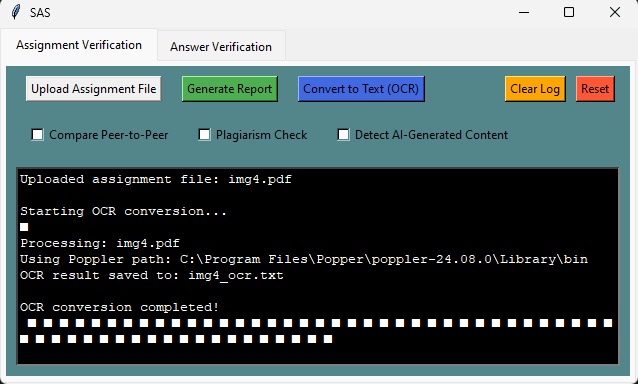 SAS
Assignment Verification
Answer Verification
Upload Assignment File
Generate Report
Convert to Text (OCR)
Clear Log
Reset
Compare Peer-to-Peer
Plagiarism Check
Detect AI-Generated Content
Uploaded assignment file: img4.pdf
Starting OCR conversion...
■
Processing: img4.pdf
Using Poppler path: C:\Program Files\Popper\poppler-24.08.0\Library\bin
OCR result saved to: img4_ocr.txt
OCR conversion completed!
■ ■ ■ ■ ■ ■ ■ ■ ■ ■ ■ ■ ■ ■ ■ ■ ■ ■ ■ ■ ■ ■ ■ ■ ■ ■ ■ ■ ■ ■ ■ ■ ■ ■ ■ ■ ■
■ ■ ■ ■ ■ ■ ■ ■ ■ ■ ■ ■ ■ ■ ■ ■ ■ ■ ■ ■